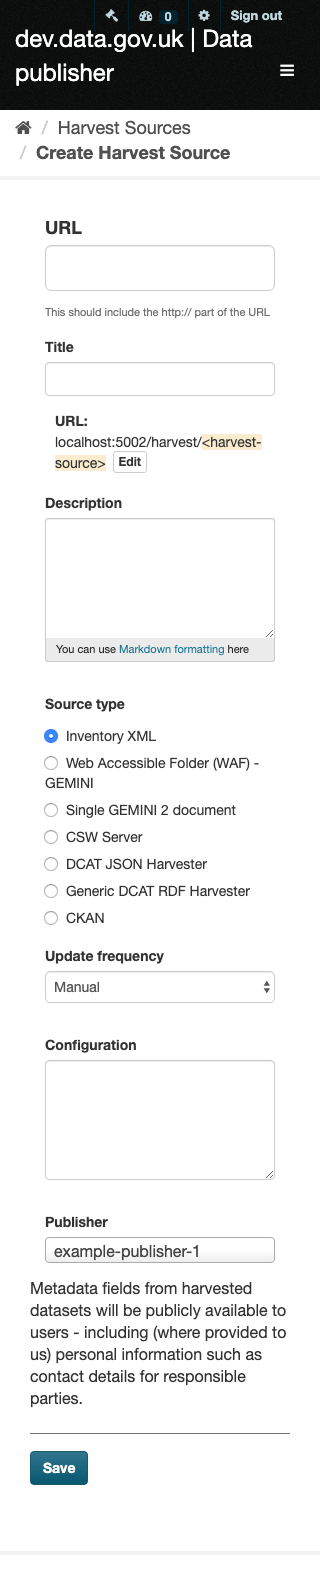 0 Sign out
dev.data.gov.uk | Data
publisher
/ Harvest Sources
/ Create Harvest Source
URL
This should include the http:// part of the URL
Title
URL:
localhost:5002/harvest/<harvest-
source> Edit
Description
You can use Markdown formatting here
Source type
Inventory XML
Web Accessible Folder (WAF) -
GEMINI
Single GEMINI 2 document
CSW Server
DCAT JSON Harvester
Generic DCAT RDF Harvester
CKAN
Update frequency
Manual
Configuration
Publisher
example-publisher-1
Metadata fields from harvested
datasets will be publicly available to
users - including (where provided to
us) personal information such as
contact details for responsible
parties.
Save